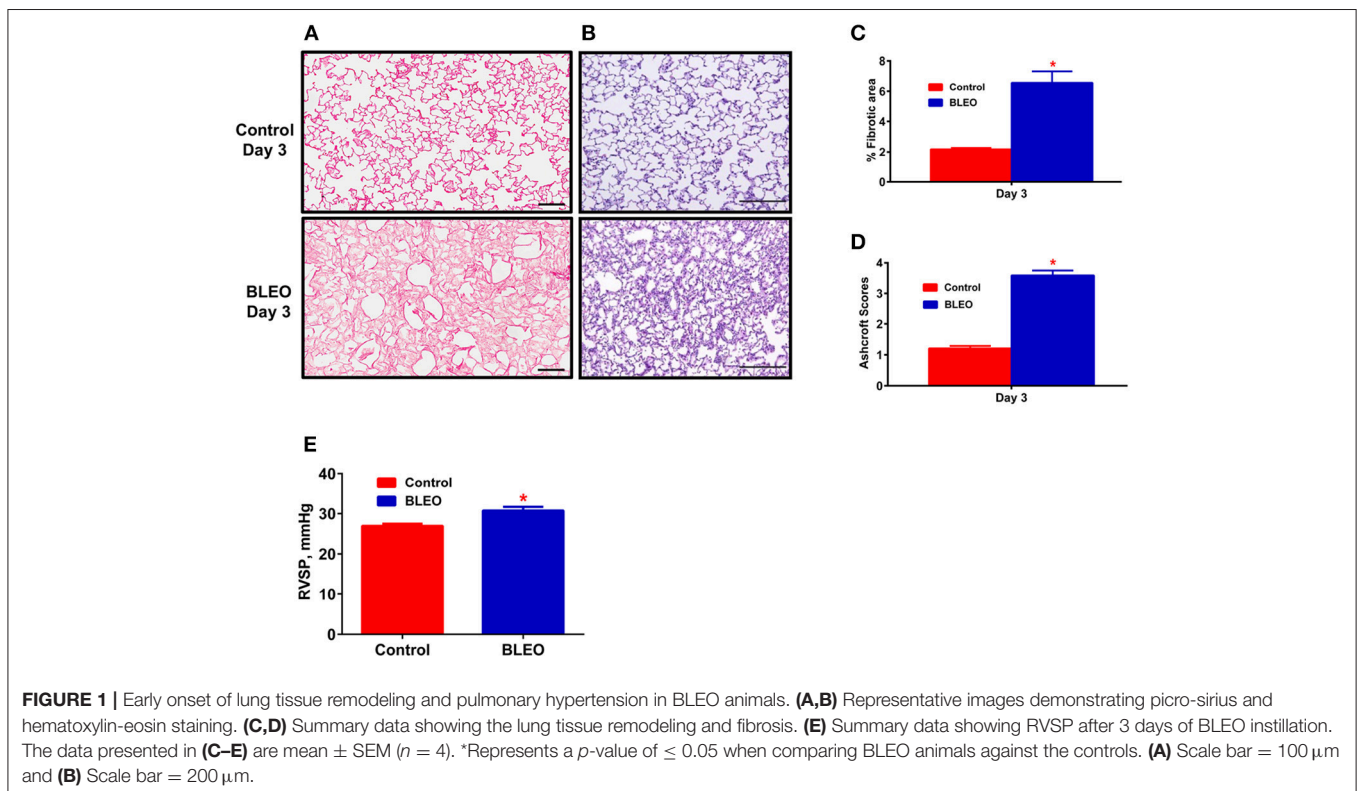 A
B
Control
Day 3
BLEO
Day 3
C
% Fibrotic area
8
6
4
2
0
Control
BLEO
*
Day 3
D
Ashcroft Scores
4
3
2
1
0
Control
BLEO
*
Day 3
E
RVSP, mmHg
40
30
20
10
0
Control
BLEO
*
Control BLEO
FIGURE 1 | Early onset of lung tissue remodeling and pulmonary hypertension in BLEO animals. (A,B) Representative images demonstrating picro-sirius and
hematoxylin-eosin staining. (C,D) Summary data showing the lung tissue remodeling and fibrosis. (E) Summary data showing RVSP after 3 days of BLEO instillation.
The data presented in (C–E) are mean ± SEM (n = 4). *Represents a p-value of ≤ 0.05 when comparing BLEO animals against the controls. (A) Scale bar = 100 μm
and (B) Scale bar = 200 μm.